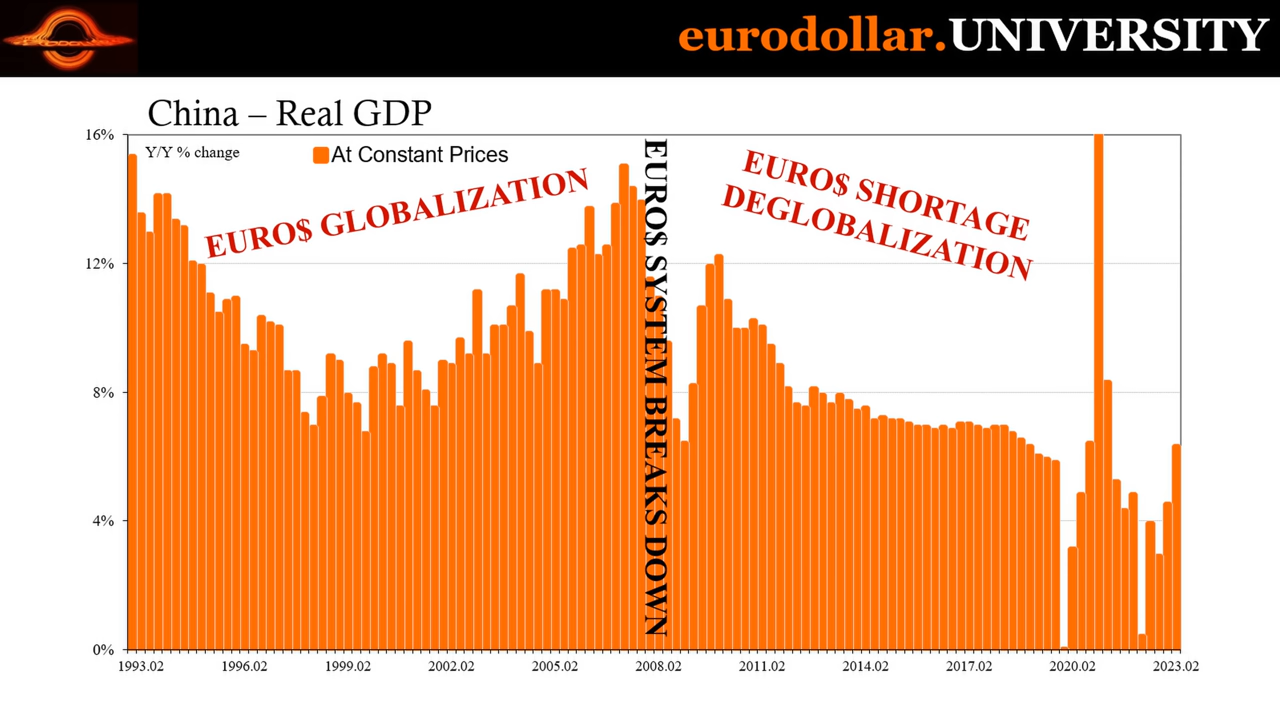 eurodollar.UNIVERSITY
China – Real GDP
16%
Y/Y % change
At Constant Prices
EURO$ GLOBALIZATION
EURO$ SYSTEM BREAKS DOWN
EURO$ SHORTAGE
DEGLOBALIZATION
12%
8%
4%
0%
1993.02 1996.02 1999.02 2002.02 2005.02 2008.02 2011.02 2014.02 2017.02 2020.02 2023.02